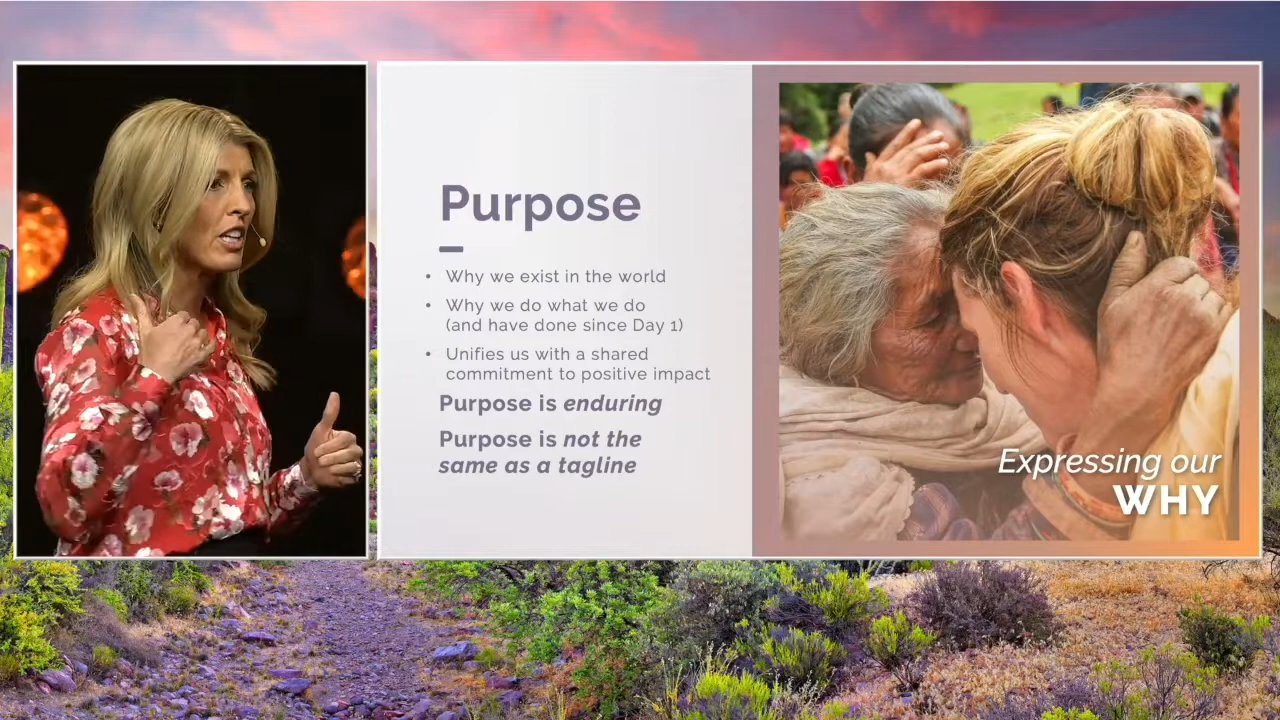 Purpose
• Why we exist in the world
• Why we do what we do
(and have done since Day 1)
• Unifies us with a shared
commitment to positive impact
Purpose is enduring
Purpose is not the
same as a tagline
Expressing our
WHY